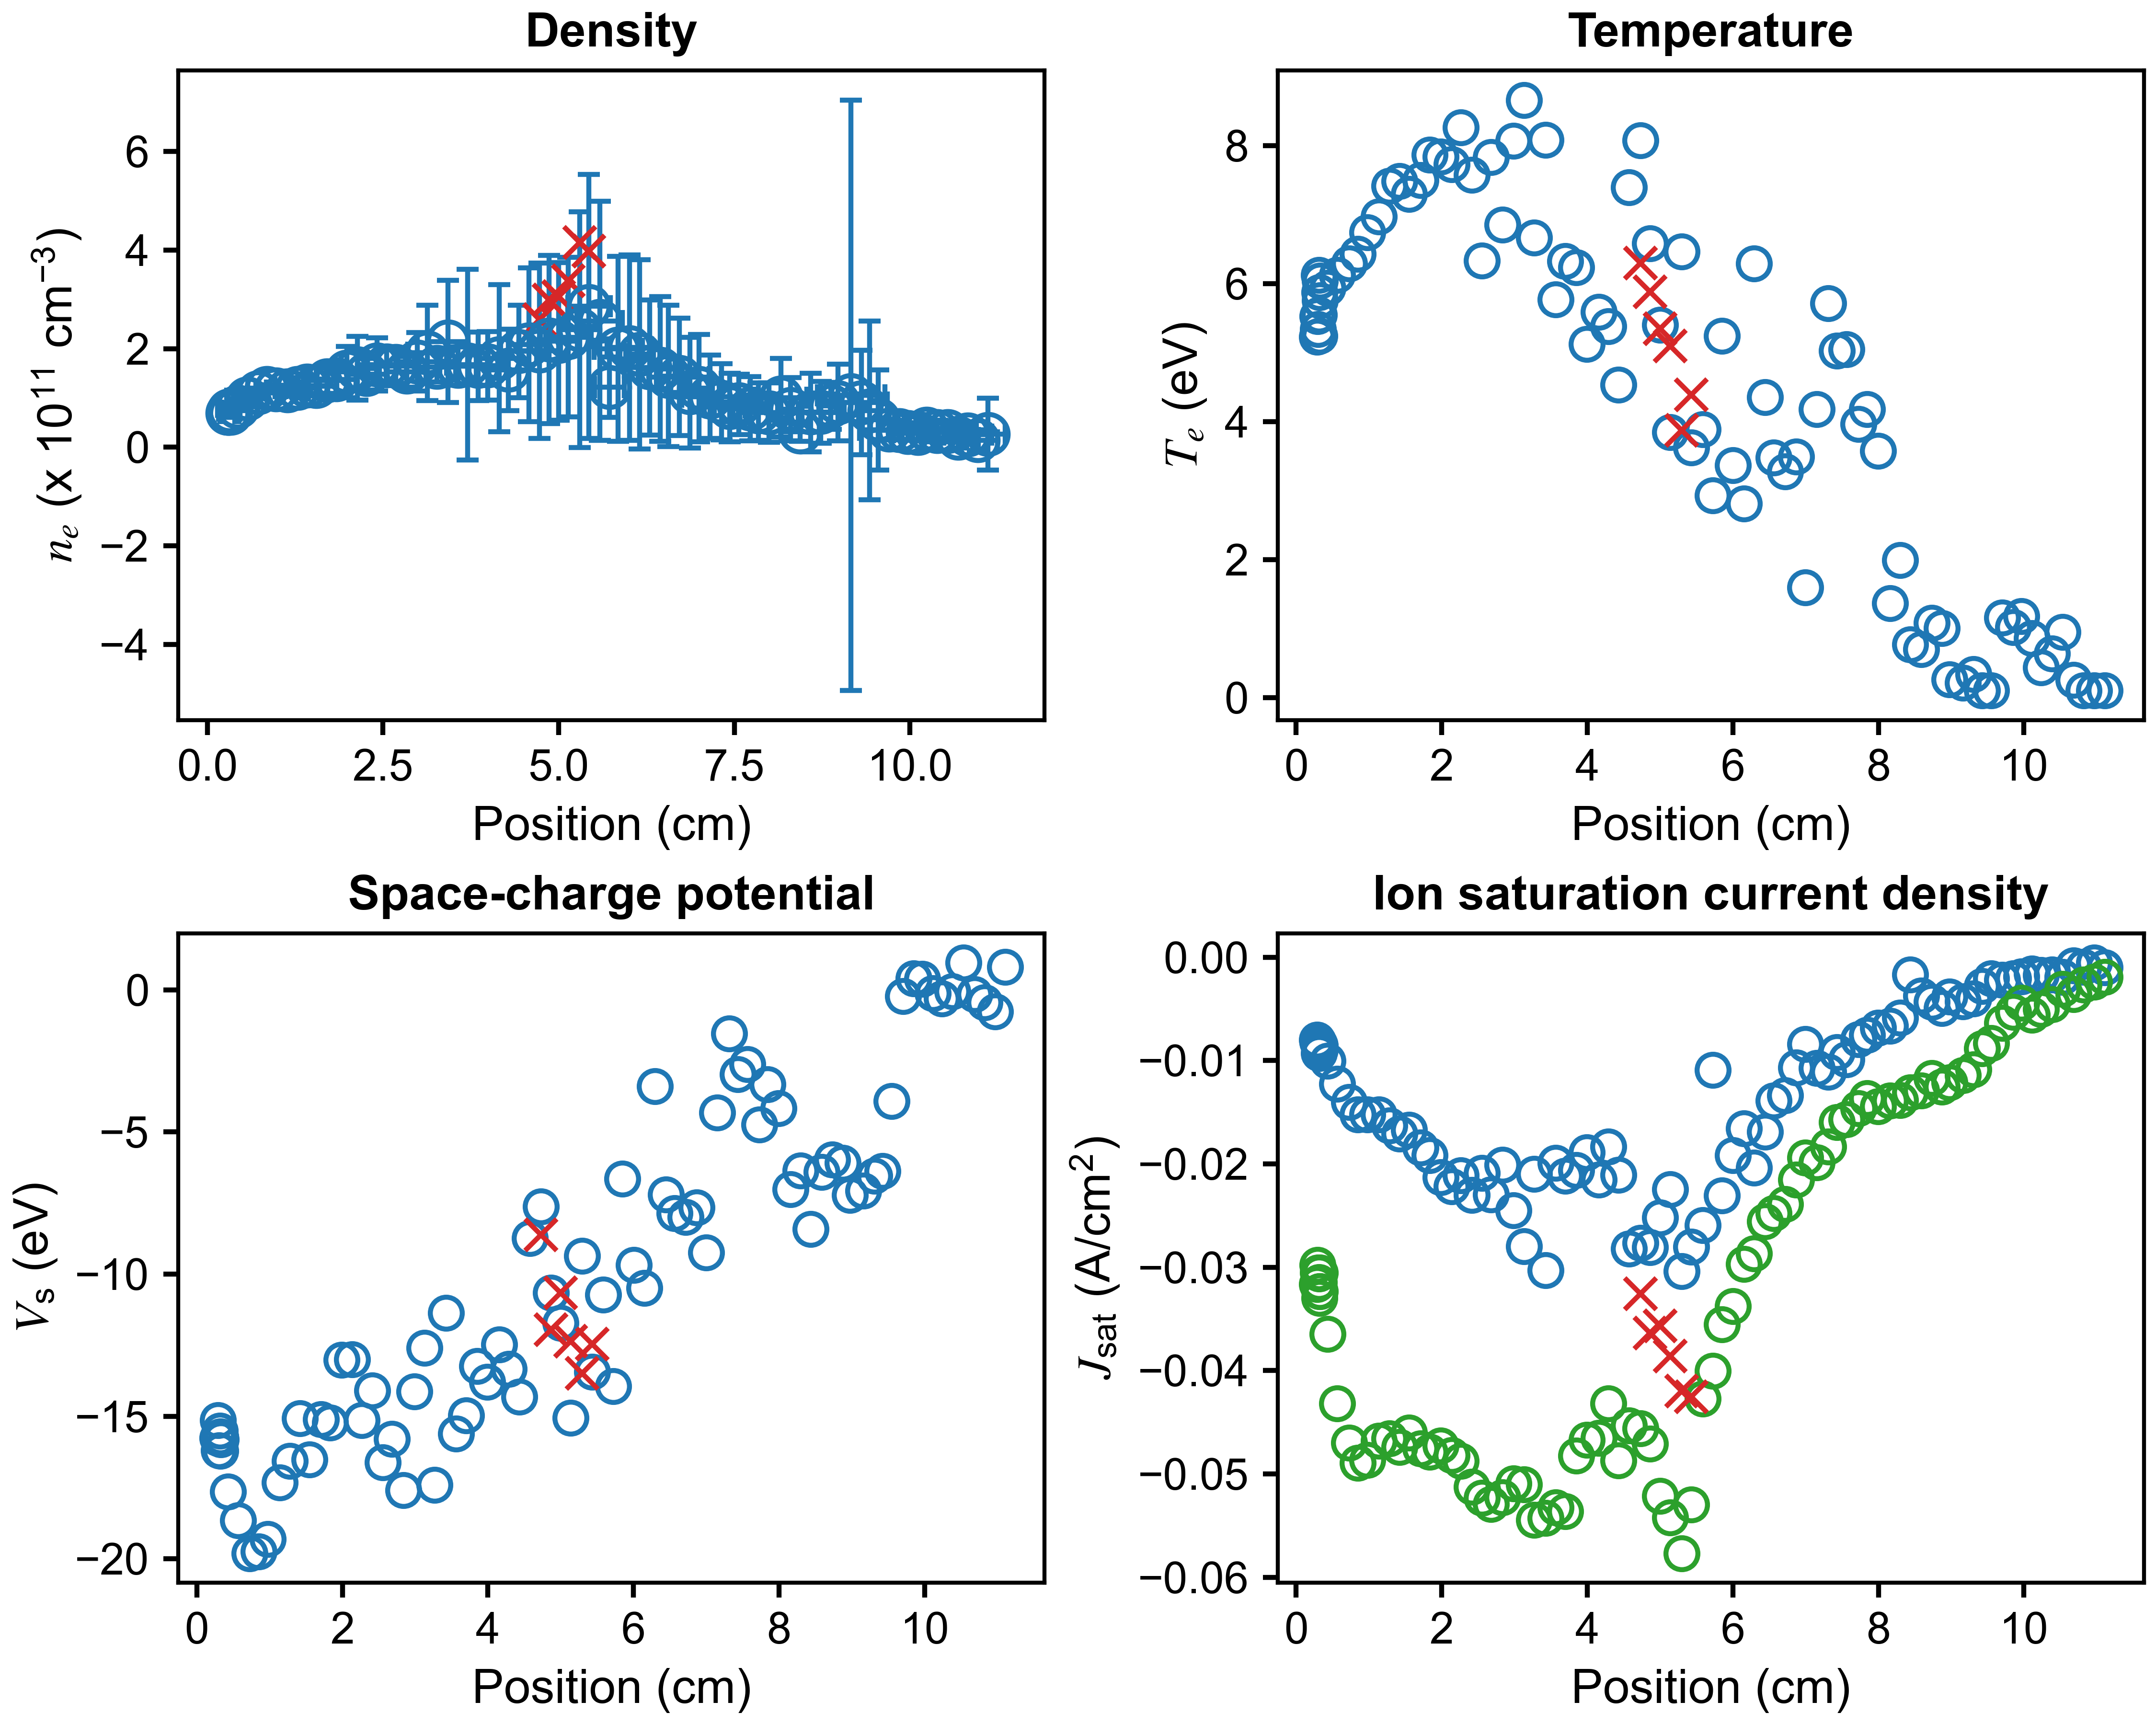 Density
6
4
2
0
−2
−4
n_e (x 10¹¹ cm⁻³)
0.0 2.5 5.0 7.5 10.0
Position (cm)
Temperature
8
6
4
2
0
T_e (eV)
0 2 4 6 8 10
Position (cm)
Space-charge potential
0
−5
−10
−15
−20
V_s (eV)
0 2 4 6 8 10
Position (cm)
Ion saturation current density
0.00
−0.01
−0.02
−0.03
−0.04
−0.05
−0.06
J_sat (A/cm²)
0 2 4 6 8 10
Position (cm)